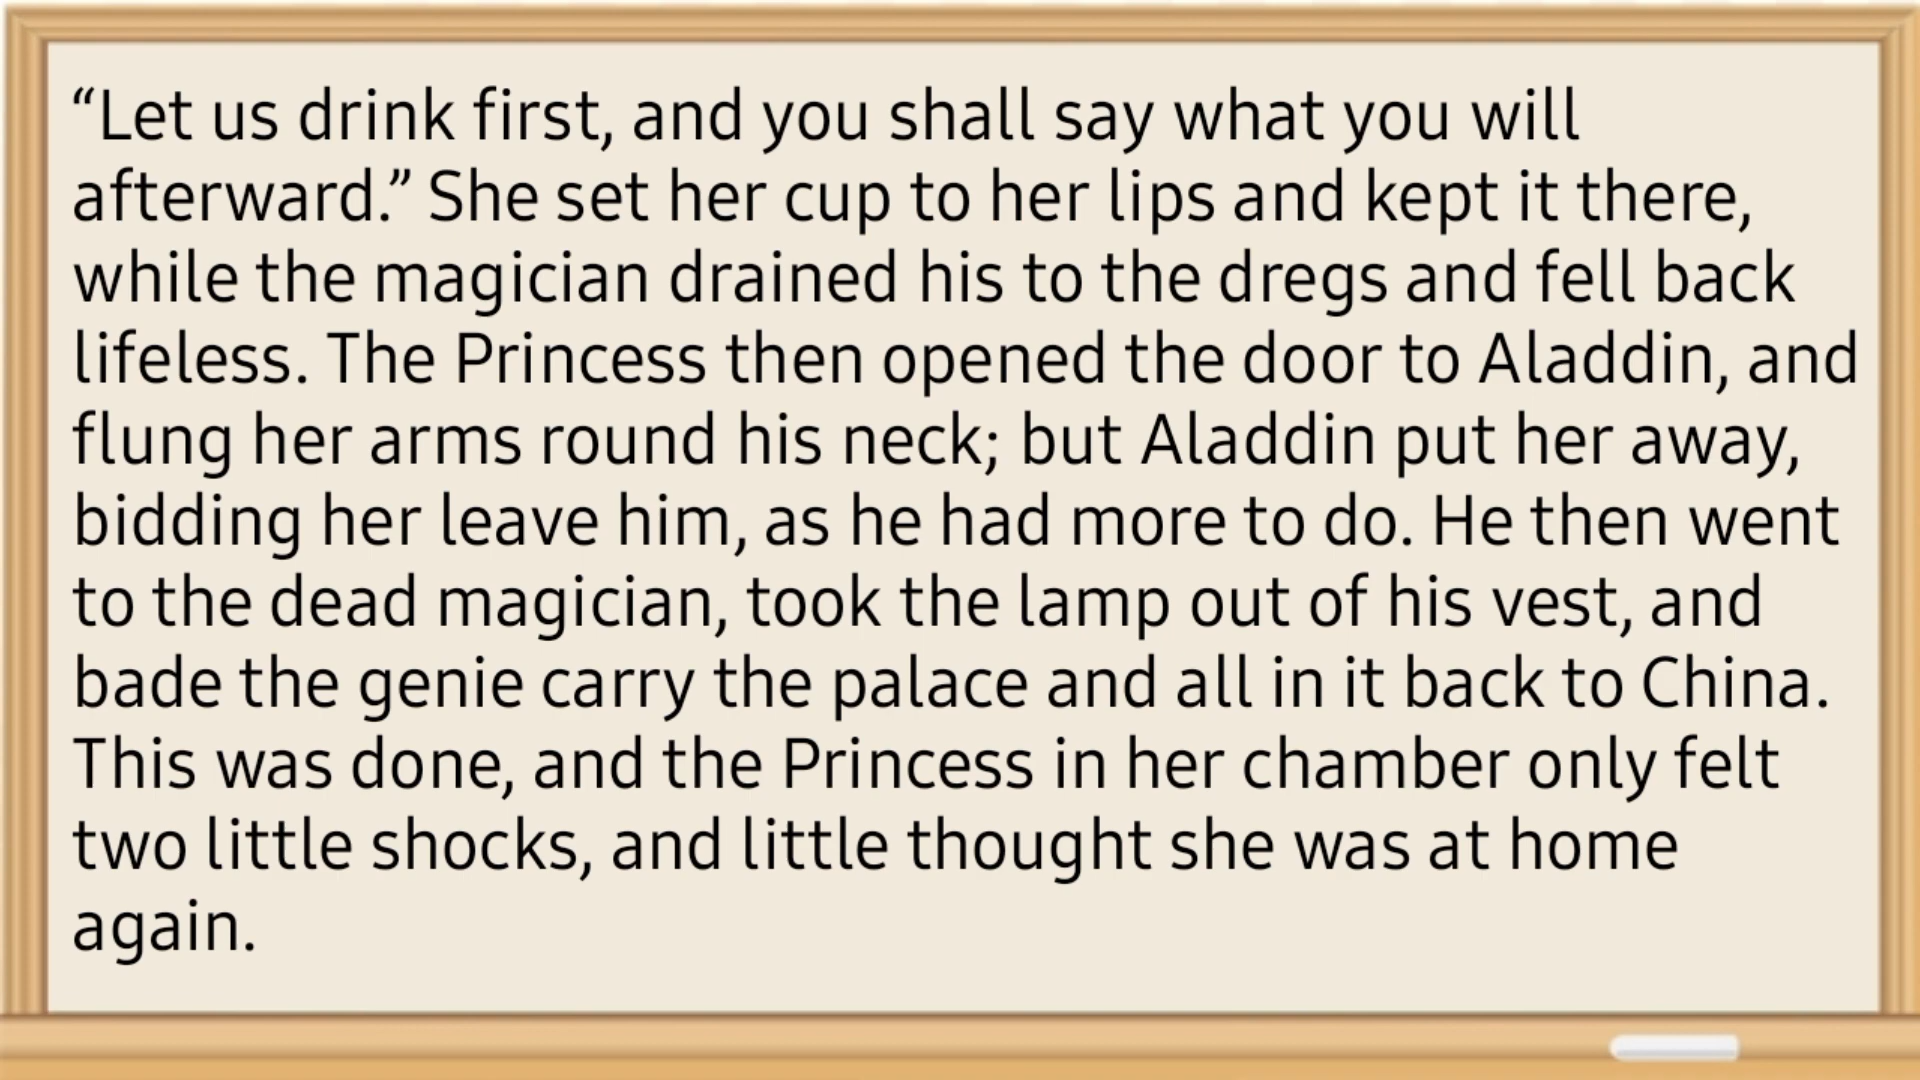 “Let us drink first, and you shall say what you will
afterward.” She set her cup to her lips and kept it there,
while the magician drained his to the dregs and fell back
lifeless. The Princess then opened the door to Aladdin, and
flung her arms round his neck; but Aladdin put her away,
bidding her leave him, as he had more to do. He then went
to the dead magician, took the lamp out of his vest, and
bade the genie carry the palace and all in it back to China.
This was done, and the Princess in her chamber only felt
two little shocks, and little thought she was at home
again.